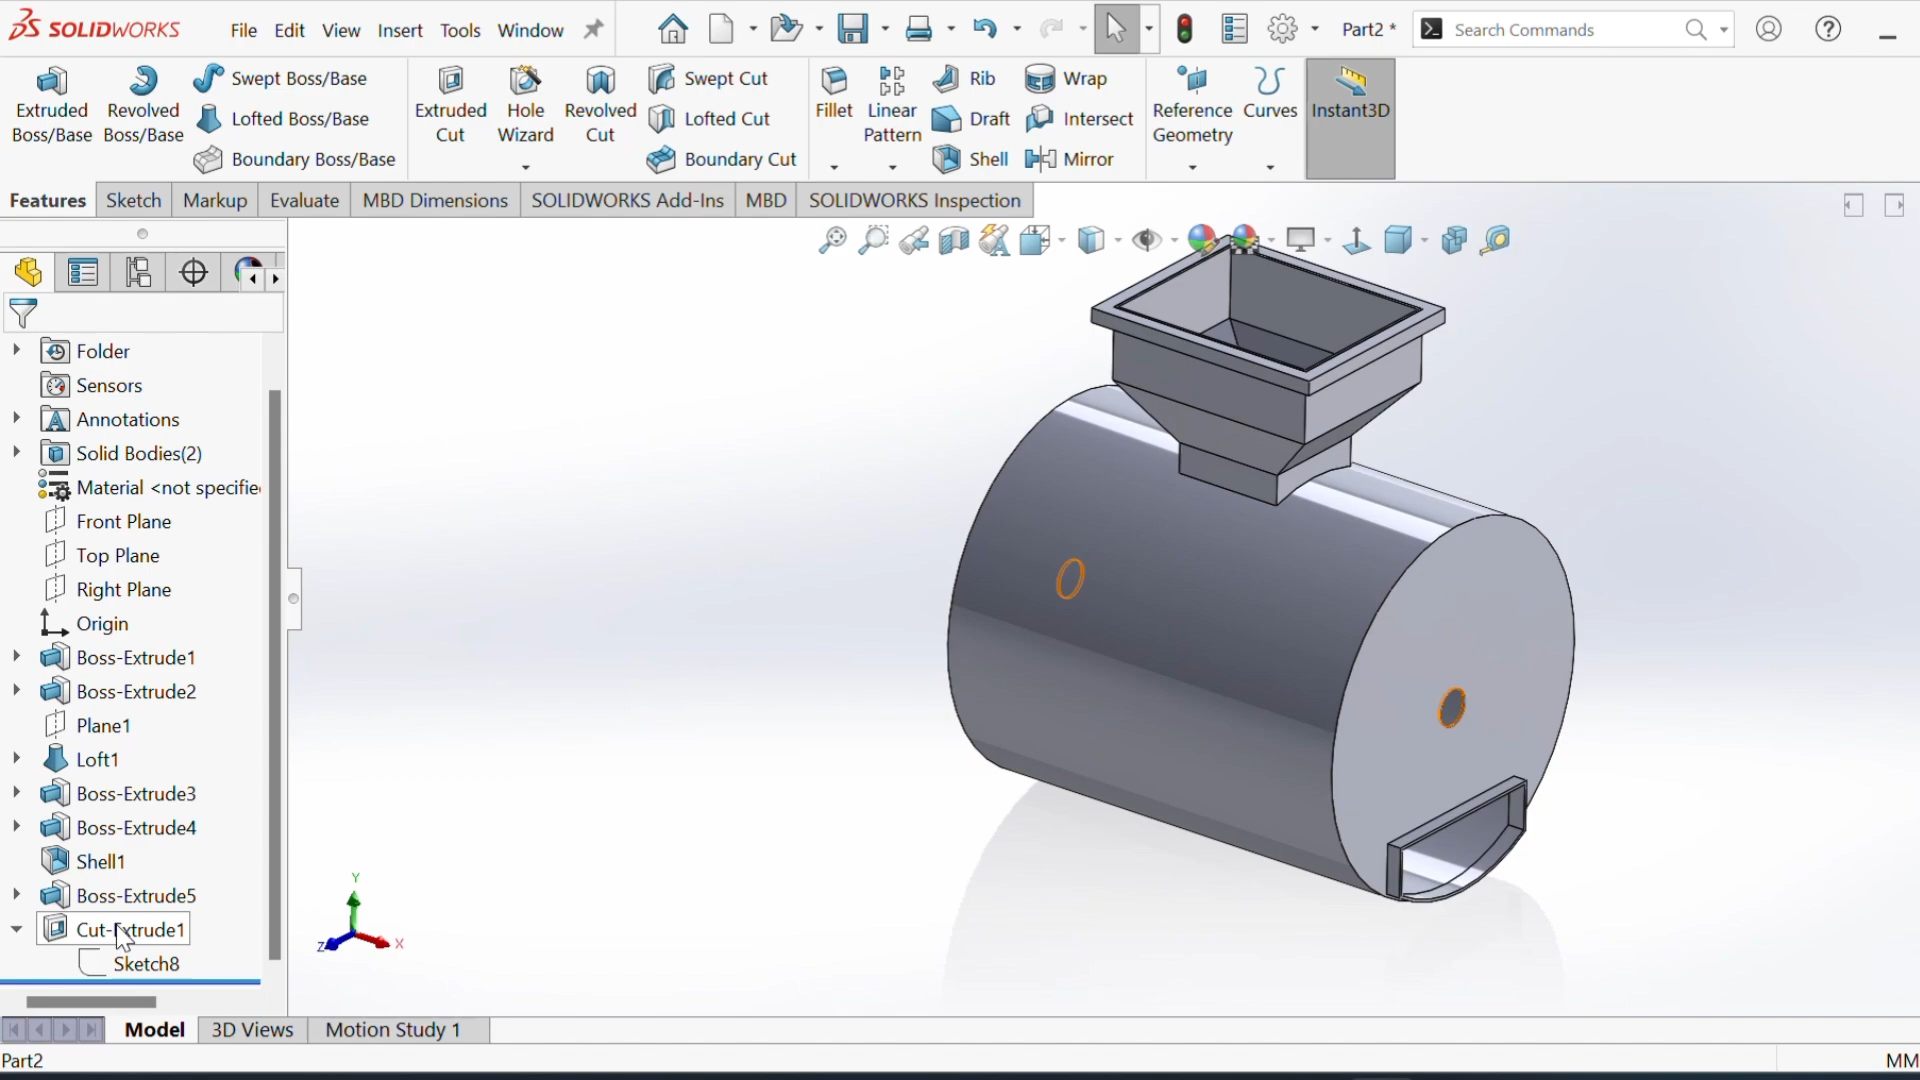 SOLIDWORKS
File Edit View Insert Tools Window
Part2 *
Search Commands
Extruded Boss/Base
Revolved Boss/Base
Swept Boss/Base
Lofted Boss/Base
Boundary Boss/Base
Extruded Cut
Hole Wizard
Revolved Cut
Swept Cut
Lofted Cut
Boundary Cut
Fillet
Linear Pattern
Rib
Draft
Shell
Wrap
Intersect
Mirror
Reference Geometry
Curves
Instant3D
Features Sketch Markup Evaluate MBD Dimensions SOLIDWORKS Add-Ins MBD SOLIDWORKS Inspection
Folder
Sensors
Annotations
Solid Bodies(2)
Material <not specifie
Front Plane
Top Plane
Right Plane
Origin
Boss-Extrude1
Boss-Extrude2
Plane1
Loft1
Boss-Extrude3
Boss-Extrude4
Shell1
Boss-Extrude5
Cut-Extrude1
Sketch8
Y
Z
X
Model 3D Views Motion Study 1
Part2
MM